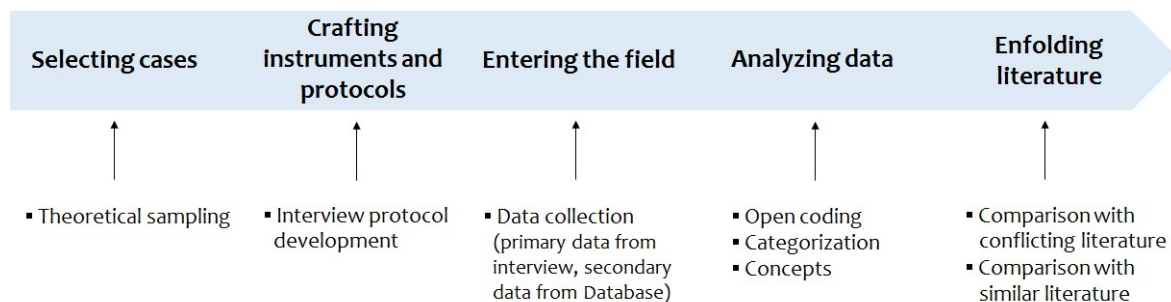 Selecting cases
Crafting
instruments and
protocols
Entering the field
Analyzing data
Enfolding
literature
▪ Theoretical sampling
▪ Interview protocol
development
▪ Data collection
(primary data from
interview, secondary
data from Database)
▪ Open coding
▪ Categorization
▪ Concepts
▪ Comparison with
conflicting literature
▪ Comparison with
similar literature